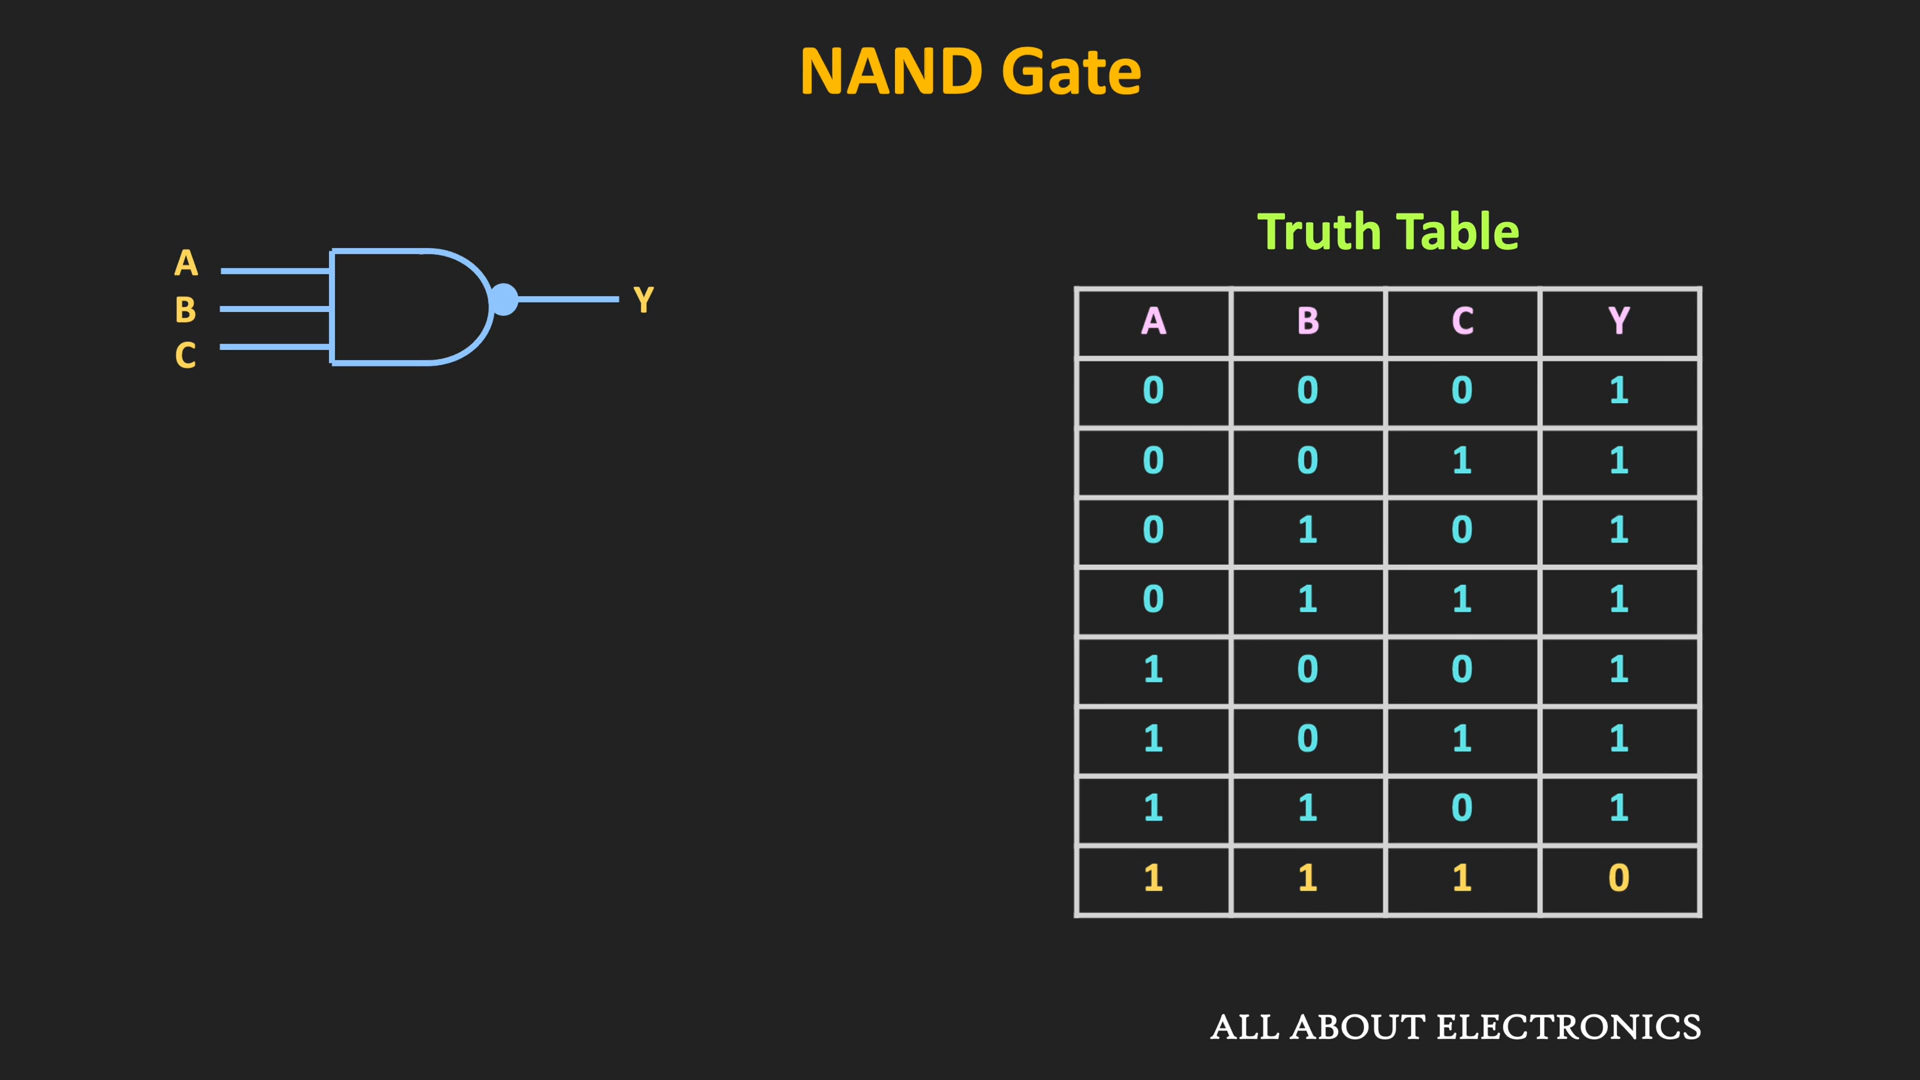 NAND Gate
A
B
C
Y
Truth Table
A B C Y
0 0 0 1
0 0 1 1
0 1 0 1
0 1 1 1
1 0 0 1
1 0 1 1
1 1 0 1
1 1 1 0
ALL ABOUT ELECTRONICS